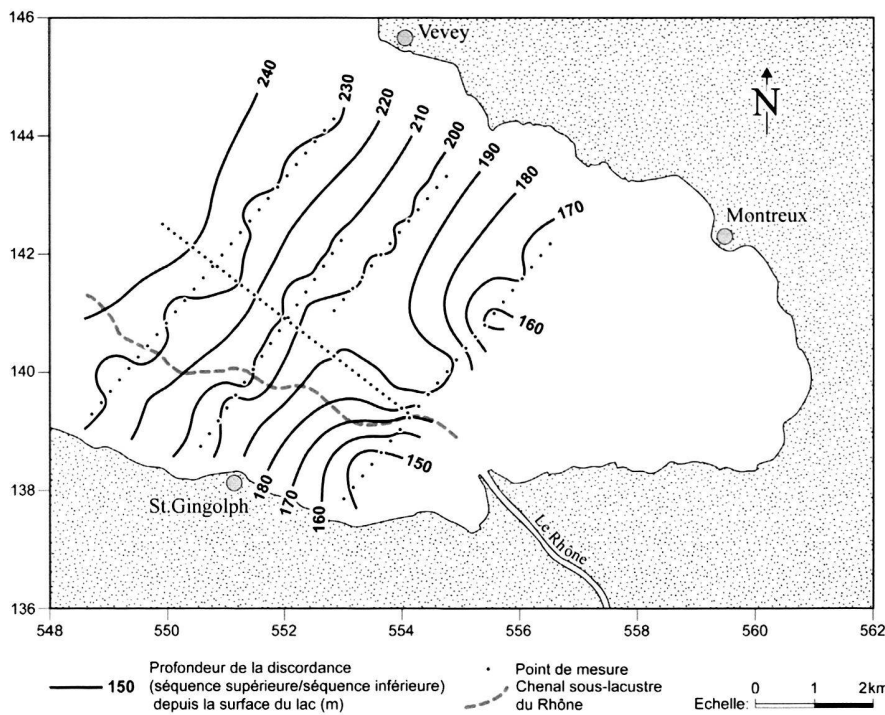 146
144
142
140
138
136
548
550
552
554
556
558
560
562
Vevey
N
Montreux
St.Gingolph
Le Rhône
240
230
220
210
200
190
180
170
160
150
180
170
160
150
Profondeur de la discordance
(séquence supérieure/séquence inférieure)
depuis la surface du lac (m)
Point de mesure
Chenal sous-lacustre
du Rhône
Echelle:
0 1 2km